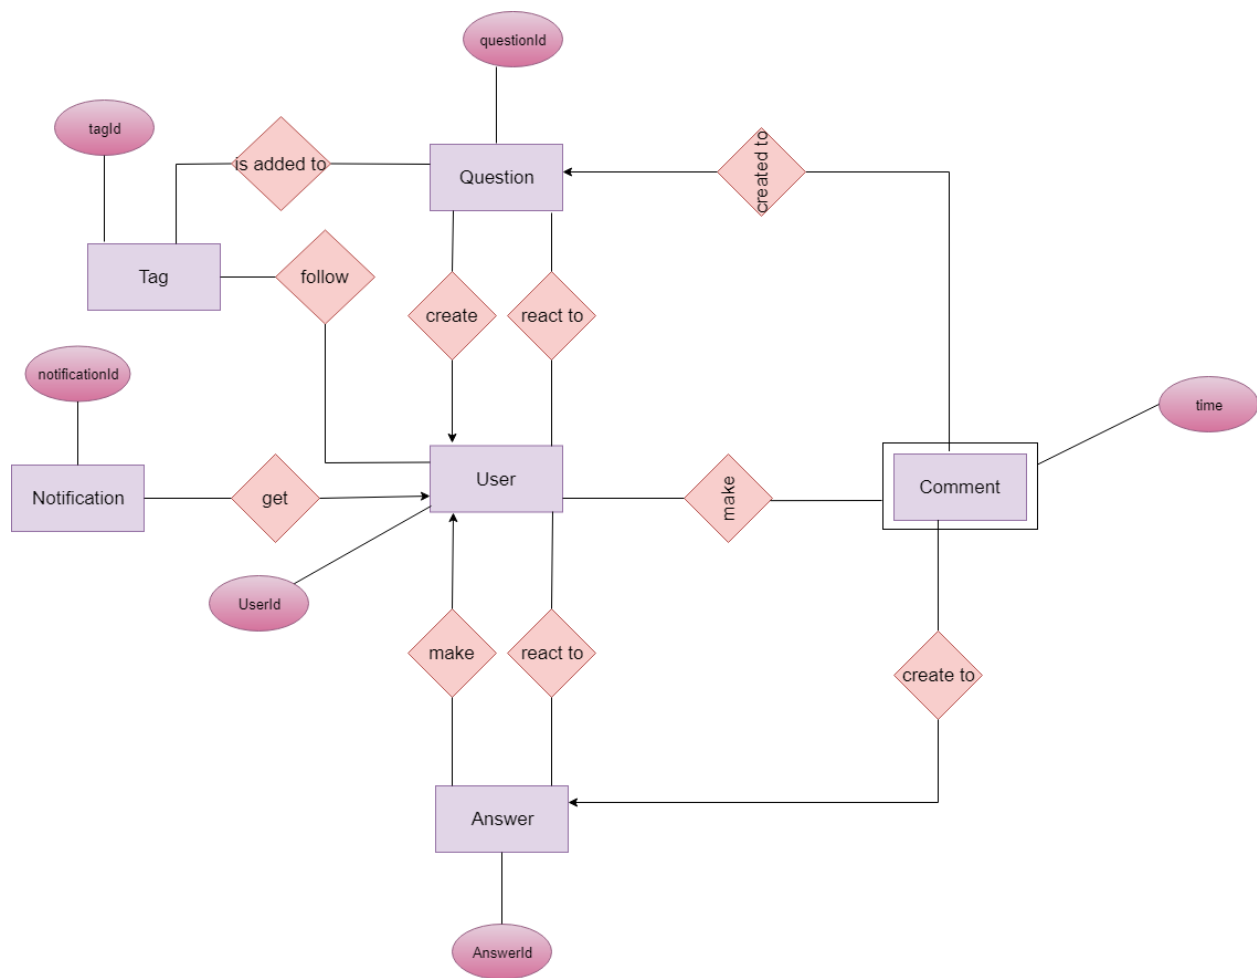 questionId
tagId
is added to
Question
created to
Tag
follow
create
react to
notificationId
time
Notification
get
User
make
Comment
UserId
make
react to
create to
Answer
AnswerId